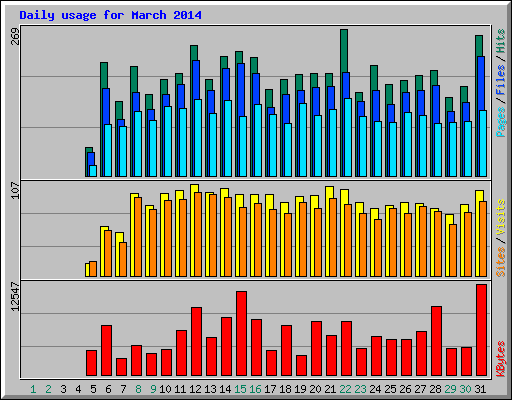 Daily usage for March 2014
269
Pages / Files / Hits
107
Sites / Visits
12547
KBytes
1 2 3 4 5 6 7 8 9 10 11 12 13 14 15 16 17 18 19 20 21 22 23 24 25 26 27 28 29 30 31